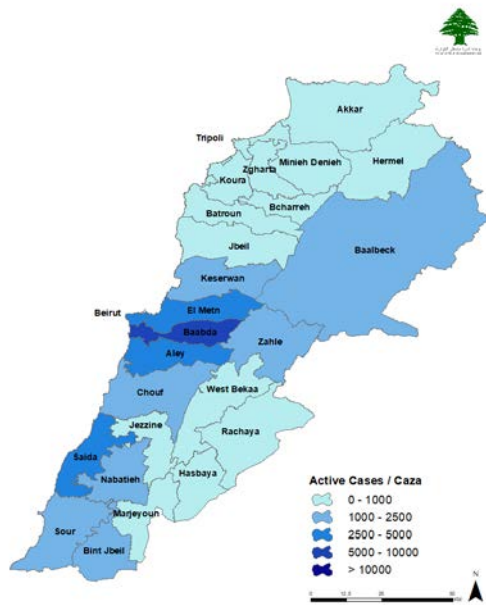 Akkar
Tripoli
Zgharta
Minieh Denieh
Hermel
Koura
Bcharreh
Batroun
Baalbeck
Jbeil
Keserwan
Beirut
El Metn
Baabda
Zahle
Aley
Chouf
West Bekaa
Jezzine
Rachaya
Saida
Hasbaya
Nabatieh
Marjeyoun
Sour
Bint Jbeil
Active Cases / Caza
0 - 1000
1000 - 2500
2500 - 5000
5000 - 10000
> 10000
N